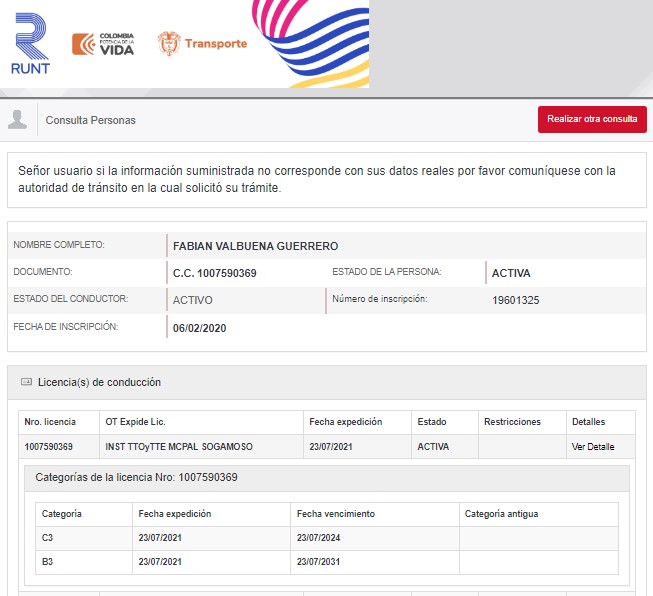 RUNT
COLOMBIA
POTENCIA DE LA
VIDA
Transporte
Consulta Personas
Realizar otra consulta
Señor usuario si la información suministrada no corresponde con sus datos reales por favor comuníquese con la
autoridad de tránsito en la cual solicitó su trámite.
NOMBRE COMPLETO: FABIAN VALBUENA GUERRERO
DOCUMENTO: C.C. 1007590369 ESTADO DE LA PERSONA: ACTIVA
ESTADO DEL CONDUCTOR: ACTIVO Número de inscripción: 19601325
FECHA DE INSCRIPCIÓN: 06/02/2020
Licencia(s) de conducción
Nro. licencia OT Expide Lic. Fecha expedición Estado Restricciones Detalles
1007590369 INST TTOyTTE MCPAL SOGAMOSO 23/07/2021 ACTIVA Ver Detalle
Categorías de la licencia Nro: 1007590369
Categoría Fecha expedición Fecha vencimiento Categoría antigua
C3 23/07/2021 23/07/2024
B3 23/07/2021 23/07/2031